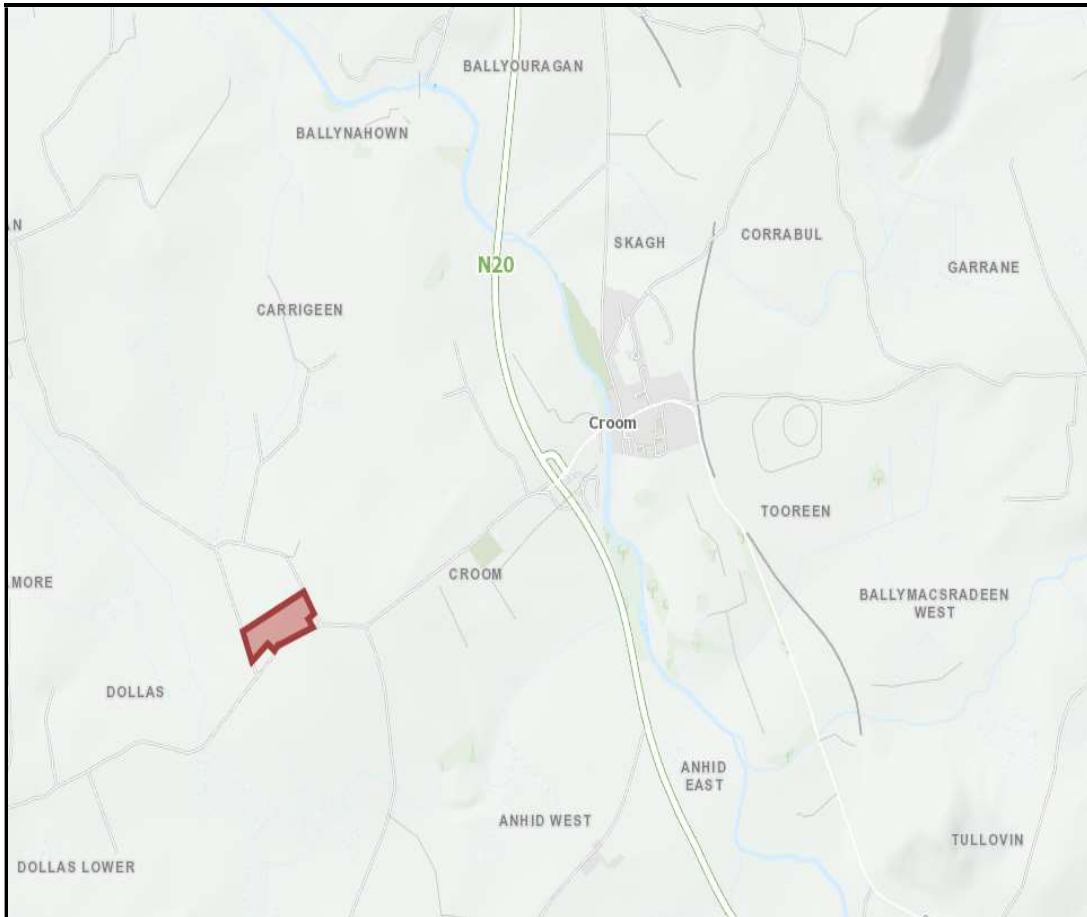 BALLYOURAGAN
BALLYNAHOWN
AN
SKAGH
CORRABUL
N20
GARRANE
CARRIGEEN
Croom
TOOREEN
MORE
CROOM
BALLYMACSRADEEN
WEST
DOLLAS
ANHID
EAST
ANHID WEST
TULLOVIN
DOLLAS LOWER